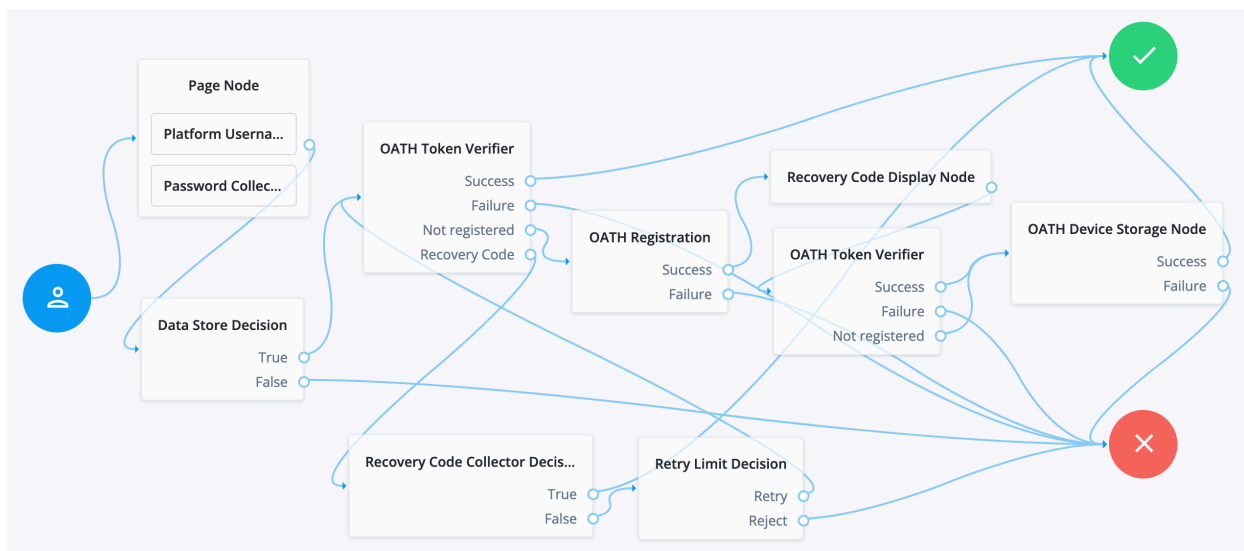 Page Node
Platform Userna...
Password Collec...
Data Store Decision
True
False
OATH Token Verifier
Success
Failure
Not registered
Recovery Code
OATH Registration
Success
Failure
Recovery Code Display Node
OATH Token Verifier
Success
Failure
Not registered
OATH Device Storage Node
Success
Failure
Recovery Code Collector Decis...
True
False
Retry Limit Decision
Retry
Reject